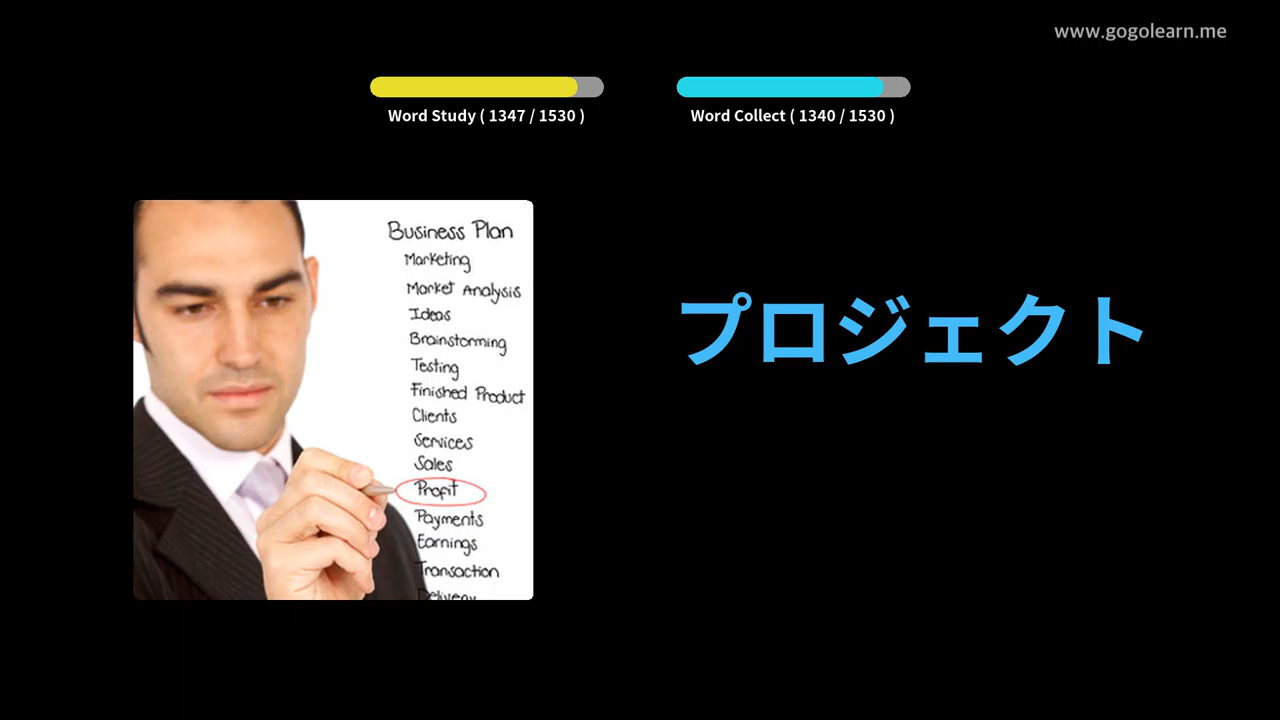 www.gogolearn.me
Word Study ( 1347 / 1530 )
Word Collect ( 1340 / 1530 )
Business Plan
Marketing
Market Analysis
Ideas
Brainstorming
Testing
Finished Product
Clients
Services
Sales
Profit
Payments
Earnings
Transaction
Delivery
プロジェクト